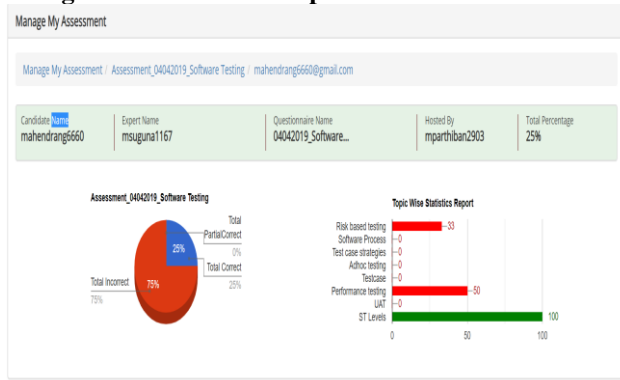 Manage My Assessment
Manage My Assessment / Assessment_04042019_Software Testing / mahendrang6660@gmail.com
Candidate Name Expert Name Questionnaire Name Hosted By Total Percentage
mahendrang6660 msuguna1167 04042019_Software... mparthiban2903 25%
Assessment_04042019_Software Testing
Total
PartialCorrect
0%
Total Correct
25%
25%
75%
Total Incorrect
75%
Topic Wise Statistics Report
Risk based testing 33
Software Process 0
Test case strategies 0
Adhoc testing 0
Testcase 0
Performance testing 50
UAT 0
ST Levels 100
0 50 100